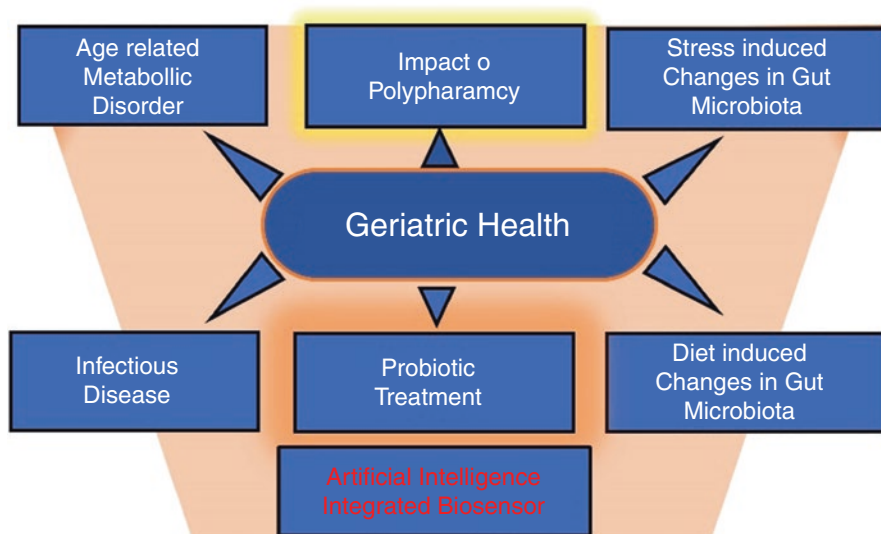 Age related
Metabollic
Disorder
Impact o
Polypharamcy
Stress induced
Changes in Gut
Microbiota
Geriatric Health
Infectious
Disease
Probiotic
Treatment
Diet induced
Changes in Gut
Microbiota
Artificial Intelligence
Integrated Biosensor